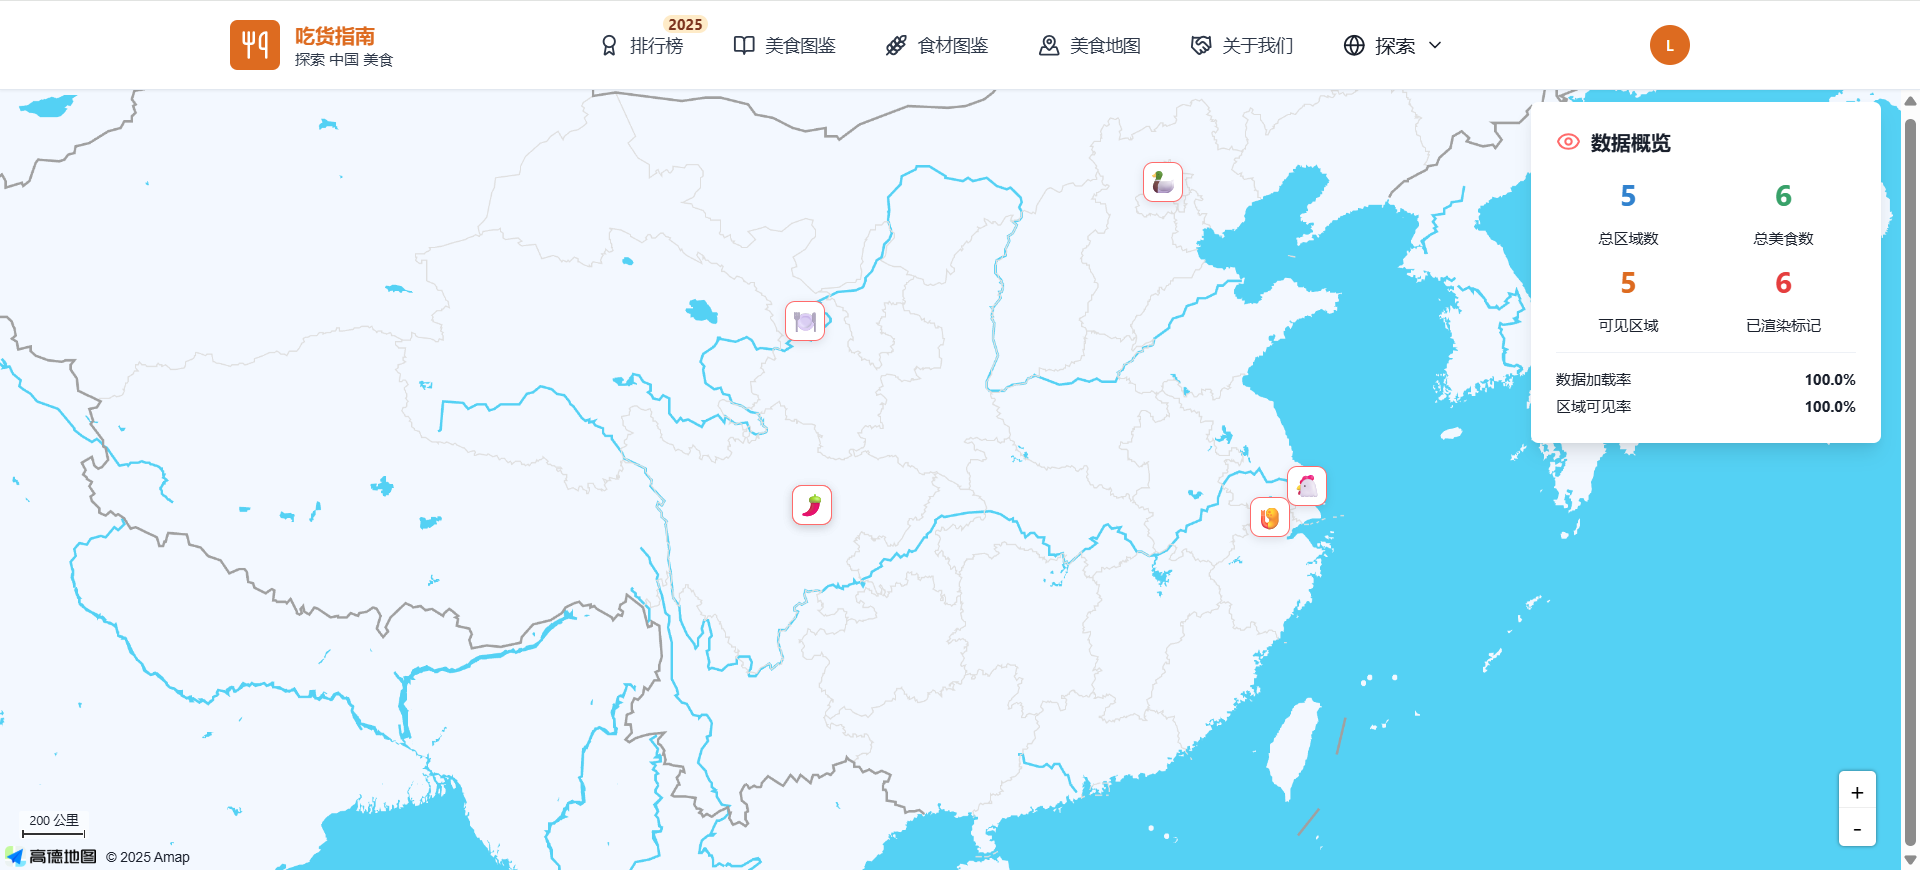 吃货指南
探索 中国 美食
排行榜
2025
美食图鉴
食材图鉴
美食地图
关于我们
探索
L
数据概览
5
总区域数
6
总美食数
5
可见区域
6
已渲染标记
数据加载率 100.0%
区域可见率 100.0%
+
-
200 公里
高德地图 © 2025 Amap